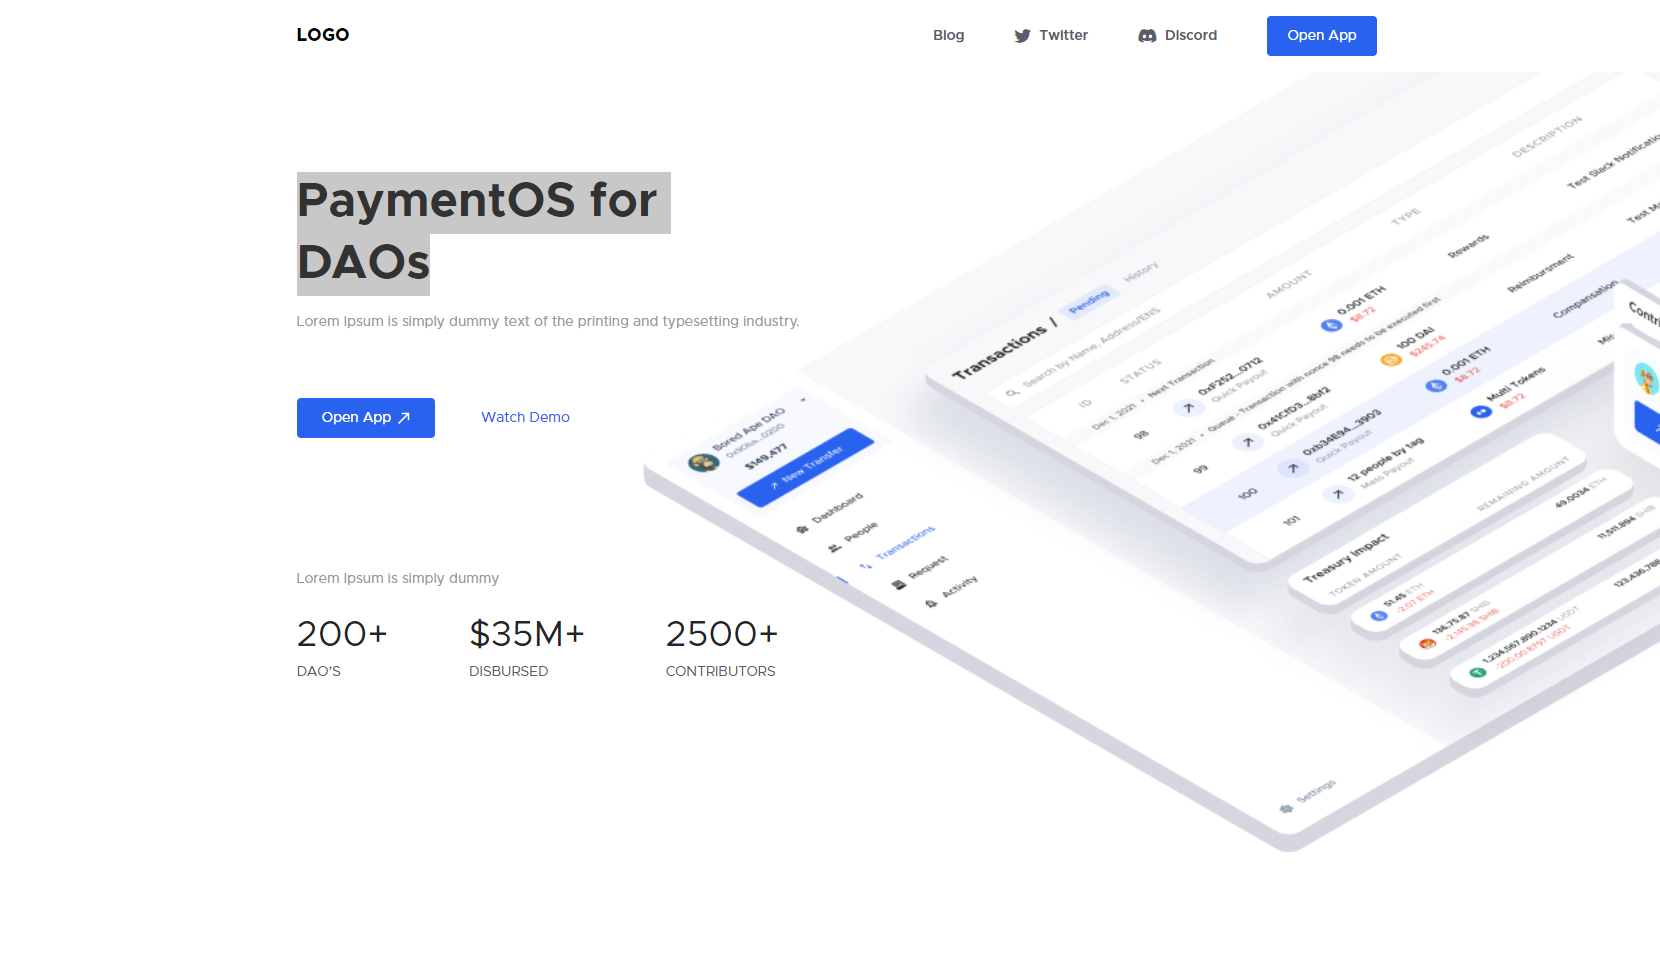 LOGO
Blog
Twitter
Discord
Open App
PaymentOS for
DAOs
Lorem Ipsum is simply dummy text of the printing and typesetting industry.
Open App
Watch Demo
Lorem Ipsum is simply dummy
200+
$35M+
2500+
DAO'S
DISBURSED
CONTRIBUTORS
Bored Ape DAO
$149,477
New Transfer
Dashboard
People
Transactions
Request
Activity
Settings
Transactions / Pending History
Search by Name, Address/ENS
ID STATUS AMOUNT TYPE DESCRIPTION
Dec 1, 2021 • Next Transaction
98 0xF252...0712 0.001 ETH Rewards Test Slack Notification
Quick Payout $8.72
Dec 1, 2021 • Queue - Transaction with nonce 98 needs to be executed first
99 0x41CfD3...8bf2 100 DAI Reimbursment
Quick Payout $245.74
100 0xb34E94...3903 0.001 ETH Compensation
Quick Payout $8.72
101 12 people by tag Multi Tokens
Mass Payout $8.72
Treasury Impact
TOKEN AMOUNT REMAINING AMOUNT
51.45 ETH 49.0034 ETH
-2.07 ETH
136.75.87 SHIB 11,511,894 SHIB
-2,145.96 SHIB
1,234,567,890.1234 USDT
-200.00.6797 USDT